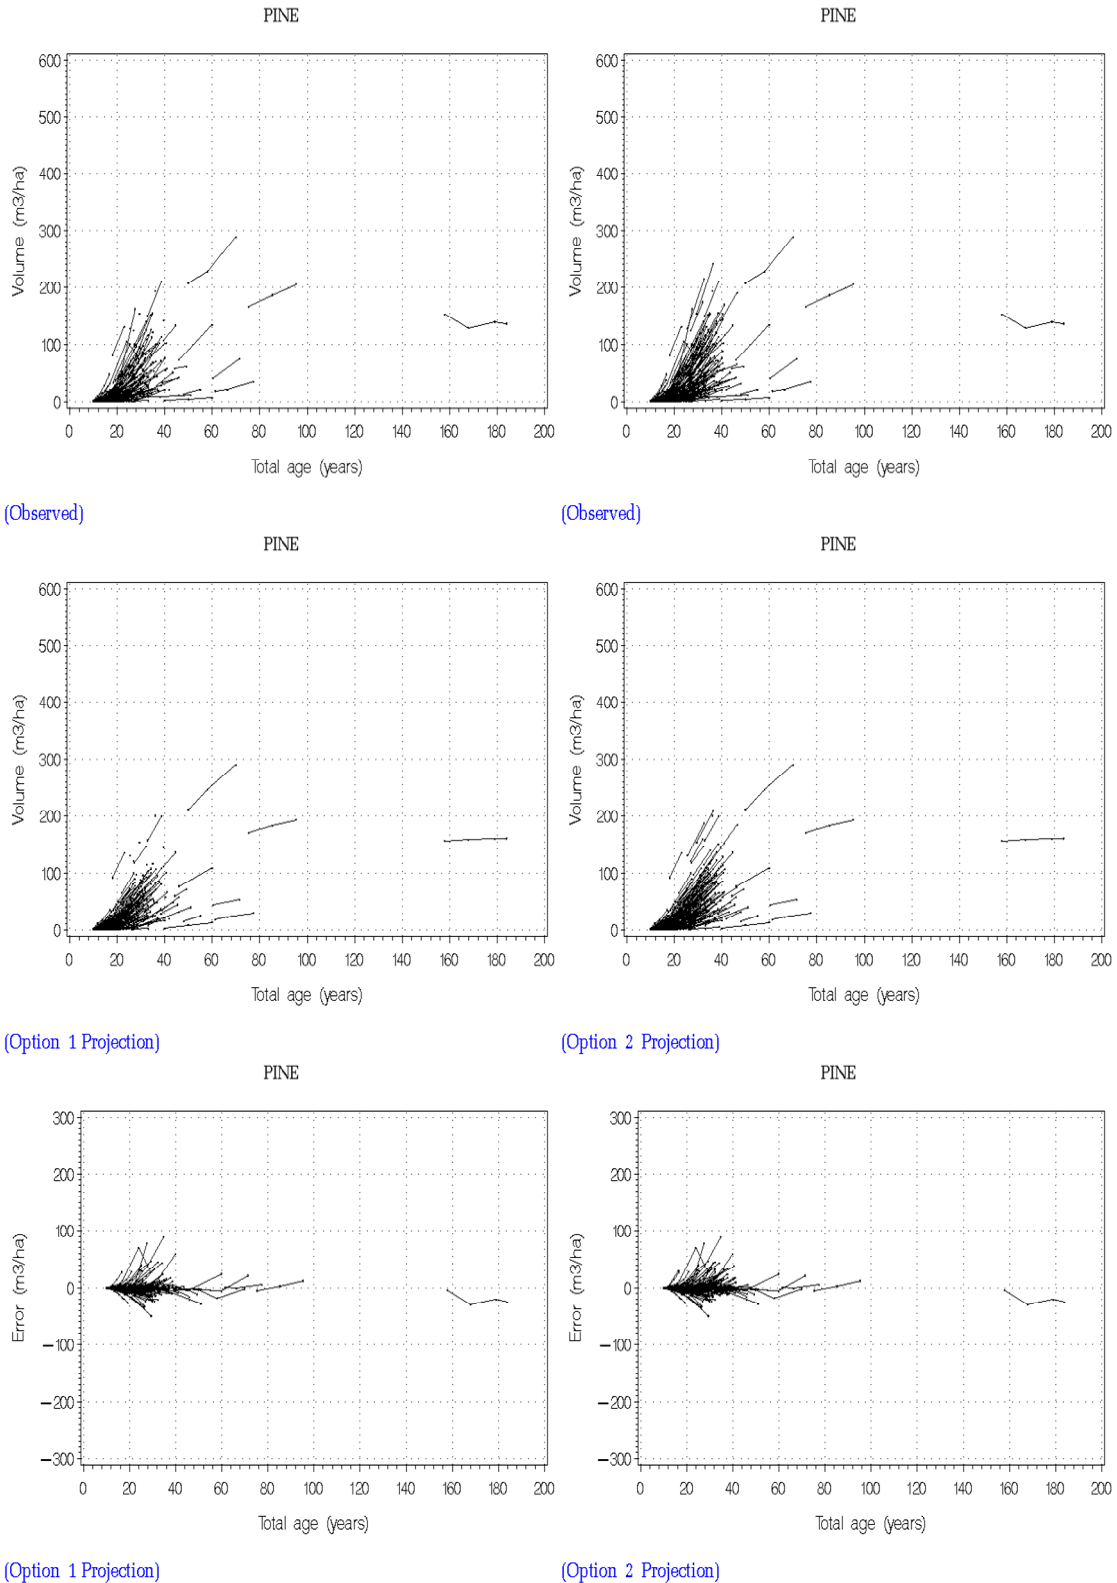 PINE PINE
600 600
500 500
400 400
300 300
200 200
100 100
0 0
Volume (m3/ha) Volume (m3/ha)
0 20 40 60 80 100 120 140 160 180 200 0 20 40 60 80 100 120 140 160 180 200
Total age (years) Total age (years)
(Observed) (Observed)
PINE PINE
600 600
500 500
400 400
300 300
200 200
100 100
0 0
Volume (m3/ha) Volume (m3/ha)
0 20 40 60 80 100 120 140 160 180 200 0 20 40 60 80 100 120 140 160 180 200
Total age (years) Total age (years)
(Option 1 Projection) (Option 2 Projection)
PINE PINE
300 300
200 200
100 100
0 0
−100 −100
−200 −200
−300 −300
Error (m3/ha) Error (m3/ha)
0 20 40 60 80 100 120 140 160 180 200 0 20 40 60 80 100 120 140 160 180 200
Total age (years) Total age (years)
(Option 1 Projection) (Option 2 Projection)